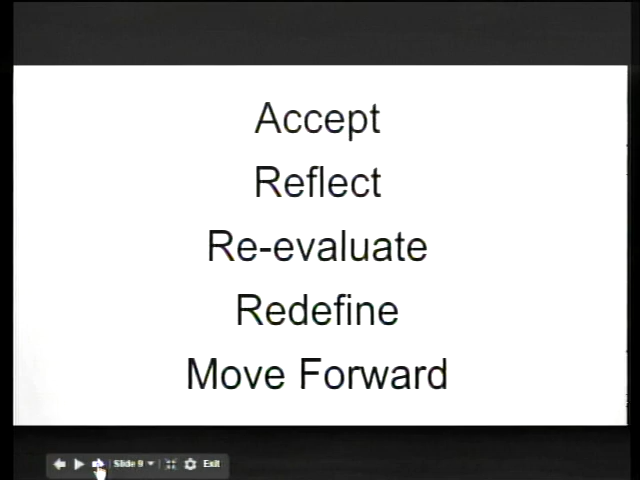 Accept
Reflect
Re-evaluate
Redefine
Move Forward
Slide 9
Exit